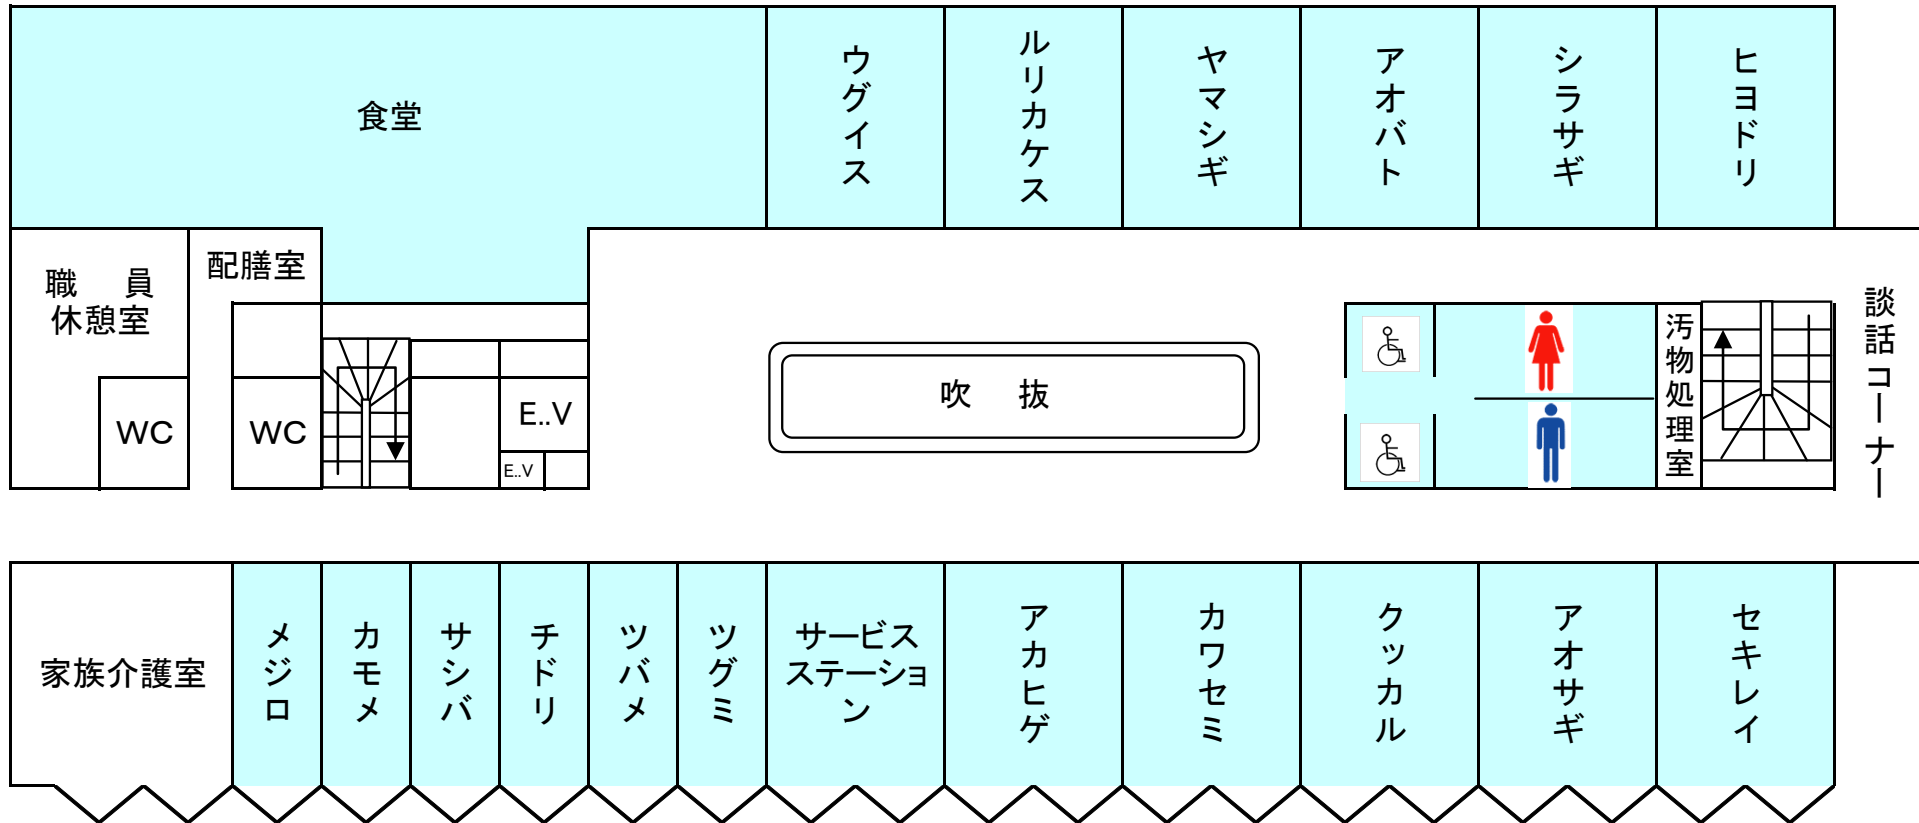 食堂
ウグイス
ルリカケス
ヤマシギ
アオバト
シラサギ
ヒヨドリ
職　員
休憩室
配膳室
WC
WC
E..V
E..V
吹　抜
汚物処理室
談話コーナー
家族介護室
メジロ
カモメ
サシバ
チドリ
ツバメ
ツグミ
サービス
ステーショ
ン
アカヒゲ
カワセミ
クッカル
アオサギ
セキレイ